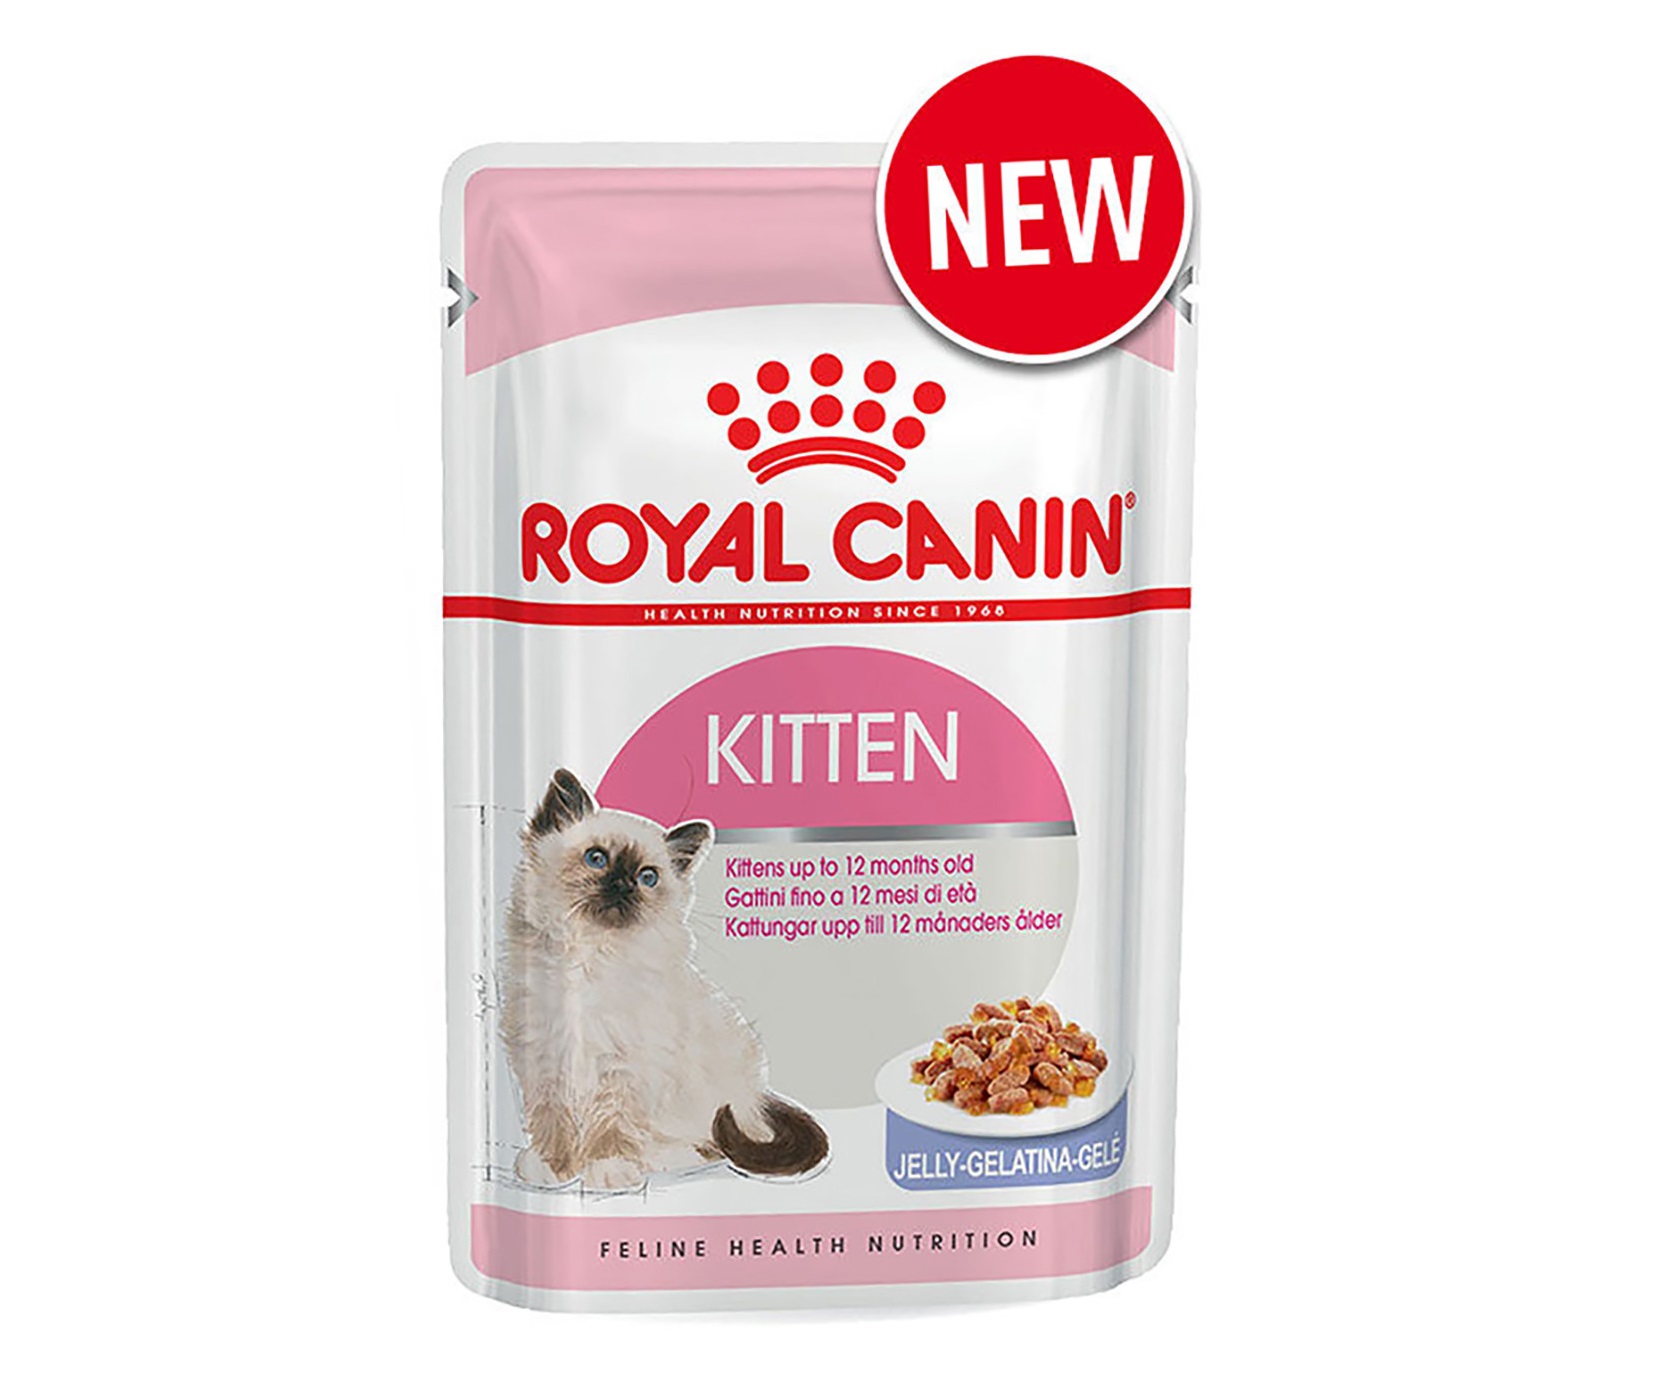 NEW
ROYAL CANIN®
HEALTH NUTRITION SINCE 1968
KITTEN
Kittens up to 12 months old
Gattini fino a 12 mesi di età
Kattungar upp till 12 månaders ålder
JELLY-GELATINA-GELÉ
FELINE HEALTH NUTRITION